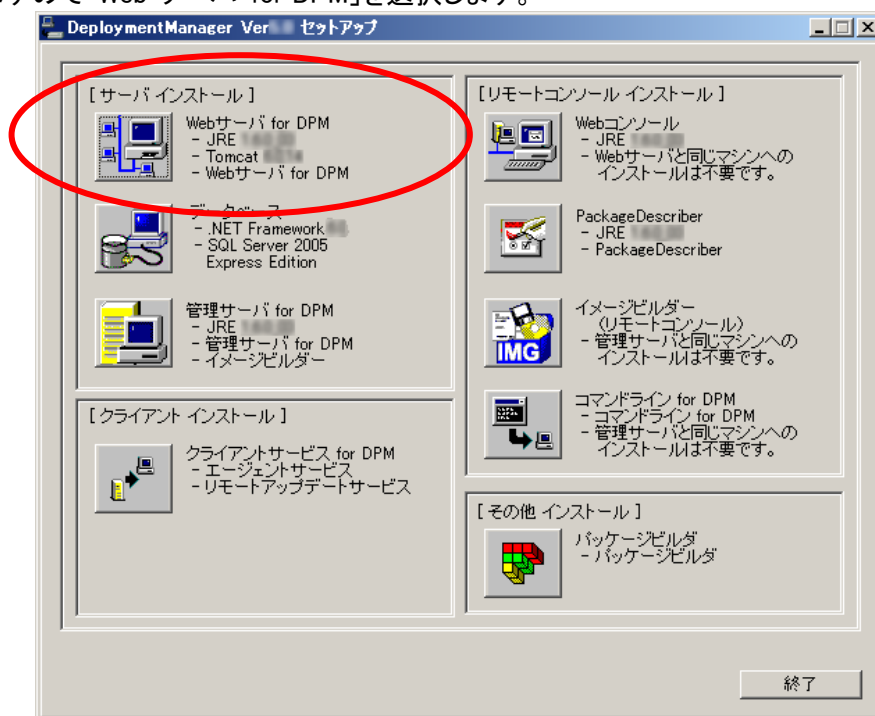 DeploymentManager Ver セットアップ
[サーバ インストール]
Webサーバ for DPM
- JRE
- Tomcat
- Webサーバ for DPM
データベース
- .NET Framework
- SQL Server 2005
Express Edition
管理サーバ for DPM
- JRE
- 管理サーバ for DPM
- イメージビルダー
[クライアント インストール]
クライアントサービス for DPM
- エージェントサービス
- リモートアップデートサービス
[リモートコンソール インストール]
Webコンソール
- JRE
- Webサーバと同じマシンへの
インストールは不要です。
PackageDescriber
- JRE
- PackageDescriber
イメージビルダー
(リモートコンソール)
- 管理サーバと同じマシンへの
インストールは不要です。
IMG
コマンドライン for DPM
- コマンドライン for DPM
- 管理サーバと同じマシンへの
インストールは不要です。
[その他 インストール]
パッケージビルダ
- パッケージビルダ
終了